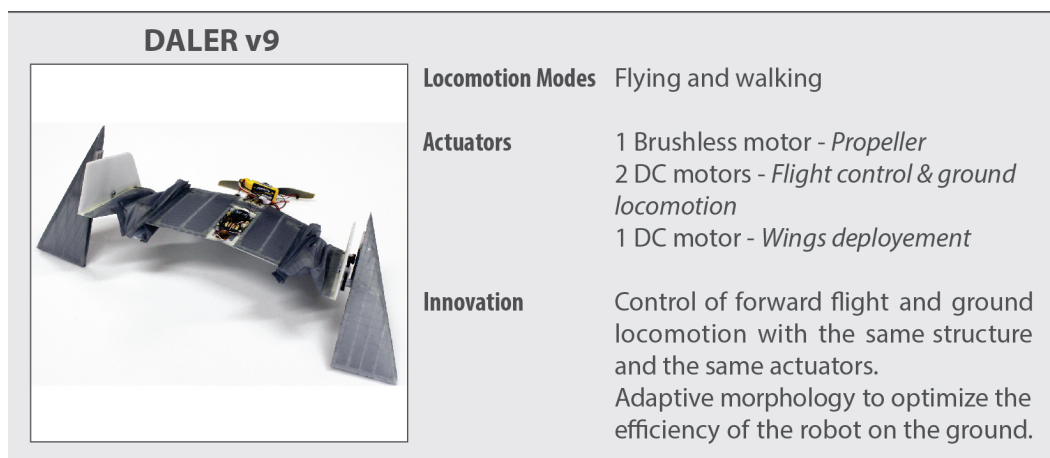 DALER v9
Locomotion Modes Flying and walking
Actuators 1 Brushless motor - Propeller
2 DC motors - Flight control & ground
locomotion
1 DC motor - Wings deployement
Innovation Control of forward flight and ground
locomotion with the same structure
and the same actuators.
Adaptive morphology to optimize the
efficiency of the robot on the ground.